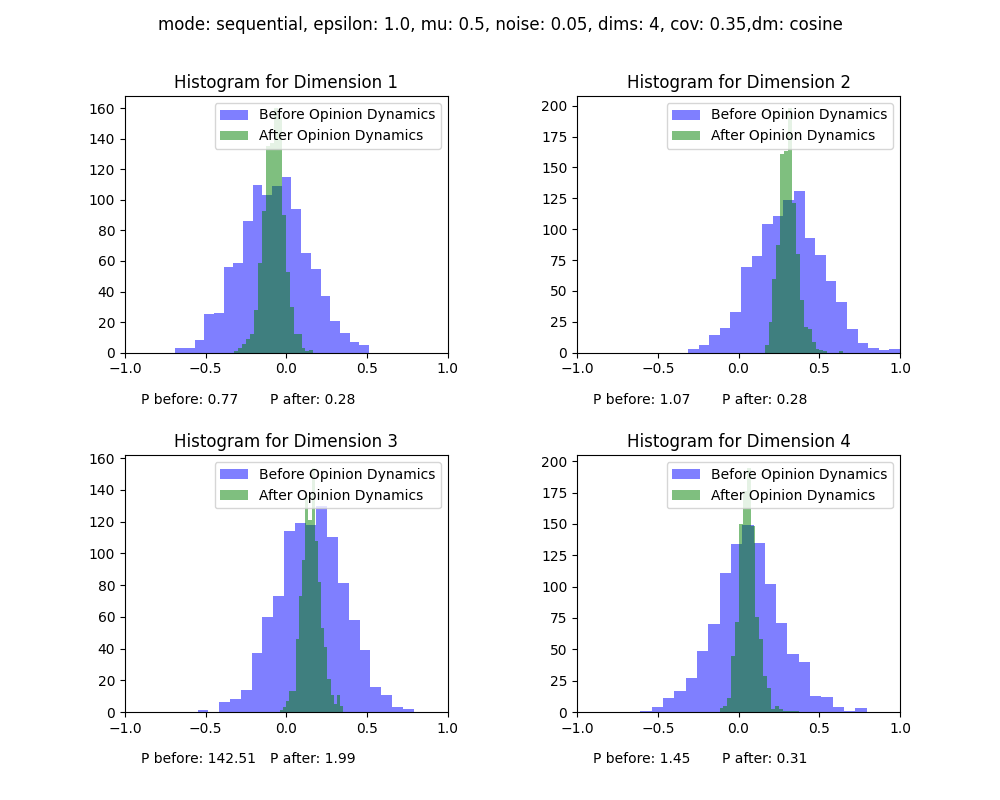 mode: sequential, epsilon: 1.0, mu: 0.5, noise: 0.05, dims: 4, cov: 0.35,dm: cosine
Histogram for Dimension 1
Before Opinion Dynamics
After Opinion Dynamics
160
140
120
100
80
60
40
20
0
−1.0 −0.5 0.0 0.5 1.0
P before: 0.77 P after: 0.28
Histogram for Dimension 2
Before Opinion Dynamics
After Opinion Dynamics
200
175
150
125
100
75
50
25
0
−1.0 −0.5 0.0 0.5 1.0
P before: 1.07 P after: 0.28
Histogram for Dimension 3
Before Opinion Dynamics
After Opinion Dynamics
160
140
120
100
80
60
40
20
0
−1.0 −0.5 0.0 0.5 1.0
P before: 142.51 P after: 1.99
Histogram for Dimension 4
Before Opinion Dynamics
After Opinion Dynamics
200
175
150
125
100
75
50
25
0
−1.0 −0.5 0.0 0.5 1.0
P before: 1.45 P after: 0.31